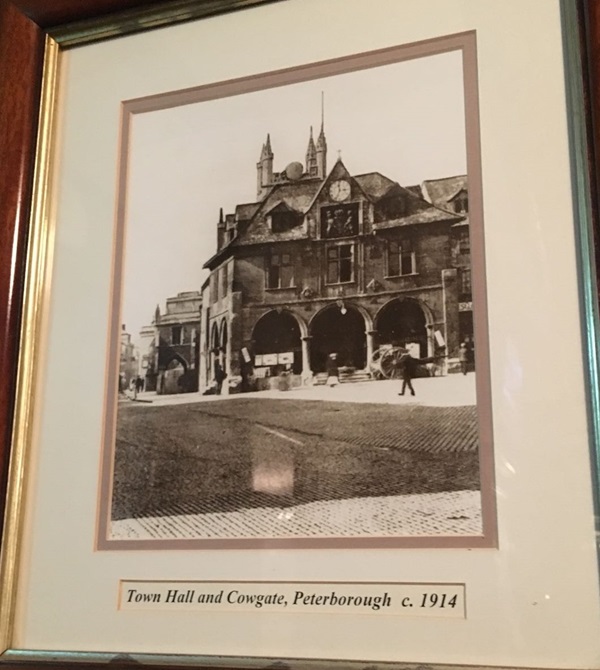 Town Hall and Cowgate, Peterborough c. 1914